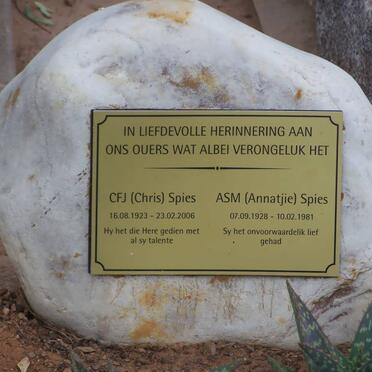 IN LIEFDEVOLLE HERINNERING AAN
ONS OUERS WAT ALBEI VERONGELUK HET
CFJ (Chris) Spies
16.08.1923 - 23.02.2006
Hy het die Here gedien met
al sy talente
ASM (Annatjie) Spies
07.09.1928 - 10.02.1981
Sy het onvoorwaardelik lief
gehad